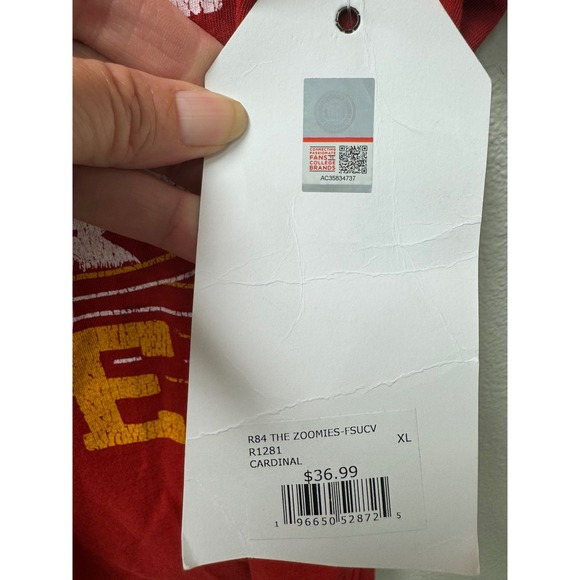 CONNECTING
PASSIONATE
FANS TO
COLLEGE
BRANDS
AC35834737
R84 THE ZOOMIES-FSUCV XL
R1281
CARDINAL
$36.99
1 96650 52872 5
E